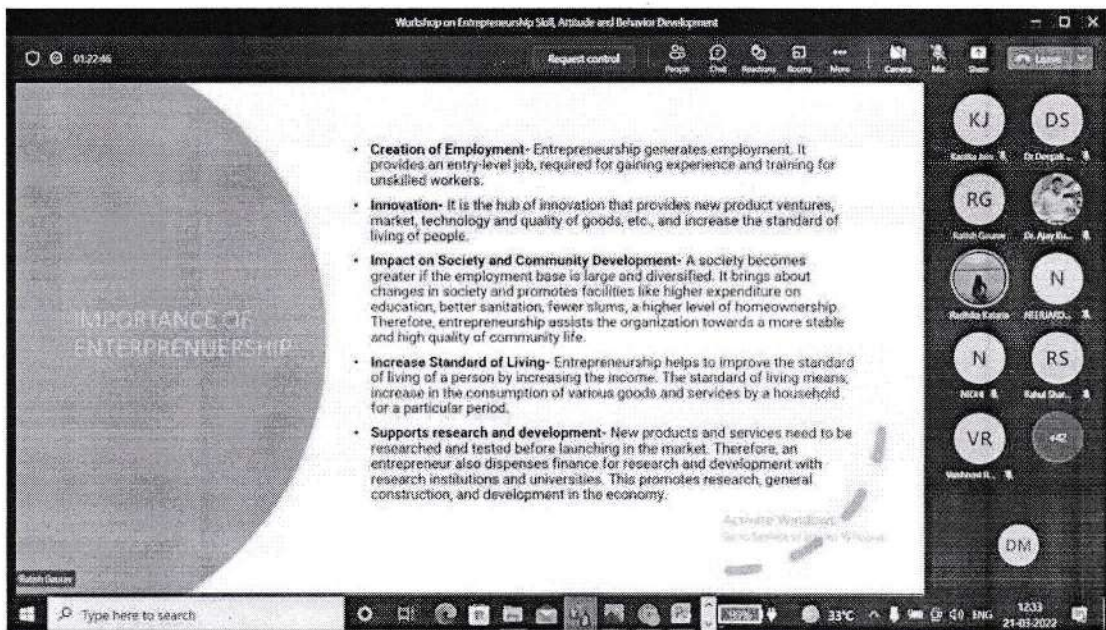 Workshop on Entrepreneurship Skill, Attitude and Behavior Development
01:22:46
Request control
People
Chat
Reactions
Rooms
More
Camera
Mic
Share
Leave
IMPORTANCE OF
ENTERPRENUERSHIP
• Creation of Employment- Entrepreneurship generates employment. It
provides an entry-level job, required for gaining experience and training for
unskilled workers.
• Innovation- It is the hub of innovation that provides new product ventures,
market, technology and quality of goods, etc., and increase the standard of
living of people.
• Impact on Society and Community Development- A society becomes
greater if the employment base is large and diversified. It brings about
changes in society and promotes facilities like higher expenditure on
education, better sanitation, fewer slums, a higher level of homeownership.
Therefore, entrepreneurship assists the organization towards a more stable
and high quality of community life.
• Increase Standard of Living- Entrepreneurship helps to improve the standard
of living of a person by increasing the income. The standard of living means,
increase in the consumption of various goods and services by a household
for a particular period.
• Supports research and development- New products and services need to be
researched and tested before launching in the market. Therefore, an
entrepreneur also dispenses finance for research and development with
research institutions and universities. This promotes research, general
construction, and development in the economy.
Activate Windows
Ratish Gourav
KJ
DS
Dr Deepak ...
RG
Ratish Gourav
Dr. Ajay Ku...
N
Radhika Kataria
N
RS
Rahul Shar...
VR
+42
DM
Type here to search
33°C
ENG
12:33
21-03-2022